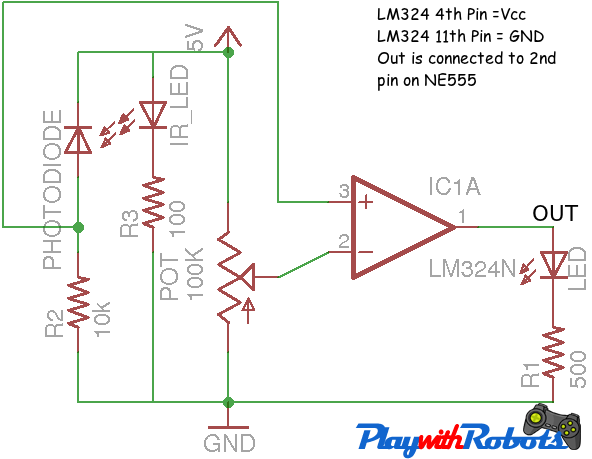 LM324 4th Pin =Vcc
LM324 11th Pin = GND
Out is connected to 2nd
pin on NE555
5V
PHOTODIODE
IR_LED
R3
100
POT
100K
R2
10k
3
2
1
IC1A
LM324N
OUT
LED
R1
500
GND
PlaywithRobots